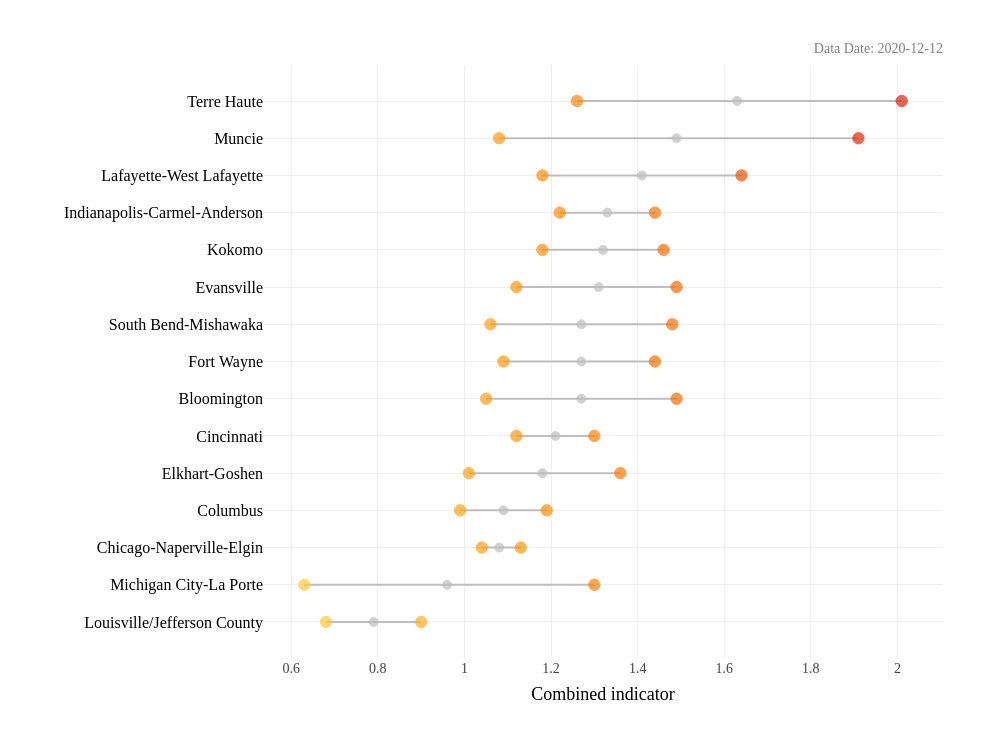 Data Date: 2020-12-12
Terre Haute
Muncie
Lafayette-West Lafayette
Indianapolis-Carmel-Anderson
Kokomo
Evansville
South Bend-Mishawaka
Fort Wayne
Bloomington
Cincinnati
Elkhart-Goshen
Columbus
Chicago-Naperville-Elgin
Michigan City-La Porte
Louisville/Jefferson County
0.6 0.8 1 1.2 1.4 1.6 1.8 2
Combined indicator